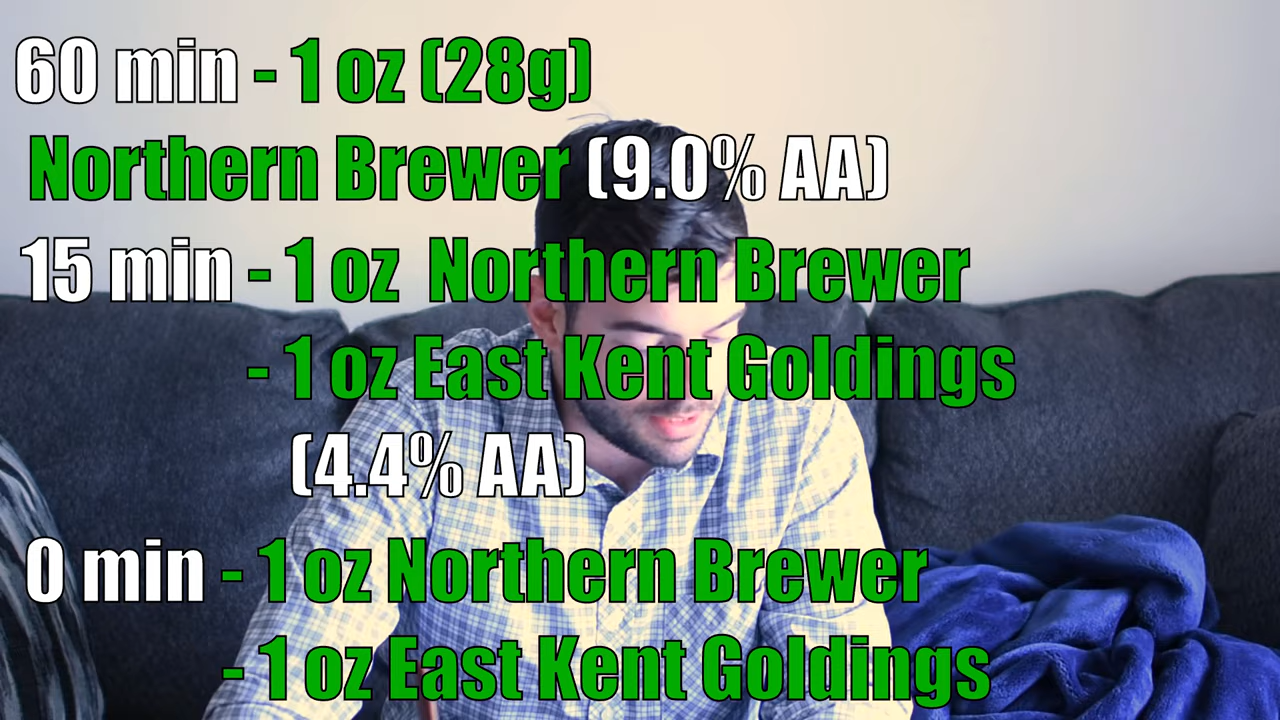 60 min - 1 oz (28g)
Northern Brewer (9.0% AA)
15 min - 1 oz Northern Brewer
- 1 oz East Kent Goldings
(4.4% AA)
0 min - 1 oz Northern Brewer
- 1 oz East Kent Goldings